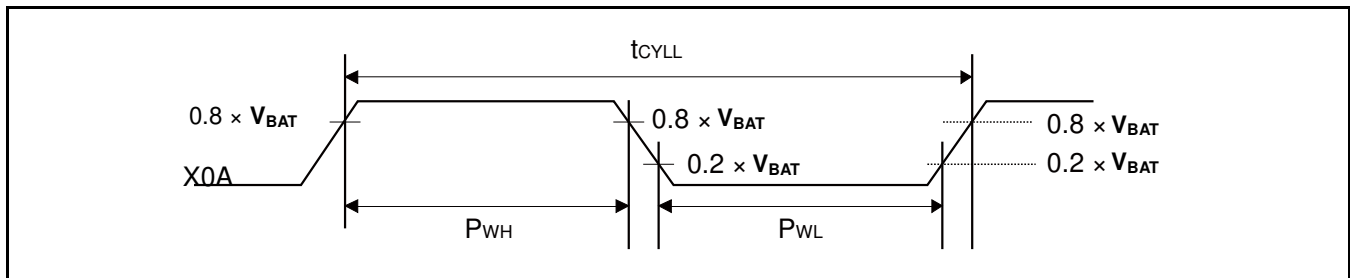 tCYLL
0.8 × VBAT
0.8 × VBAT
0.8 × VBAT
0.2 × VBAT
0.2 × VBAT
X0A
PWH
PWL